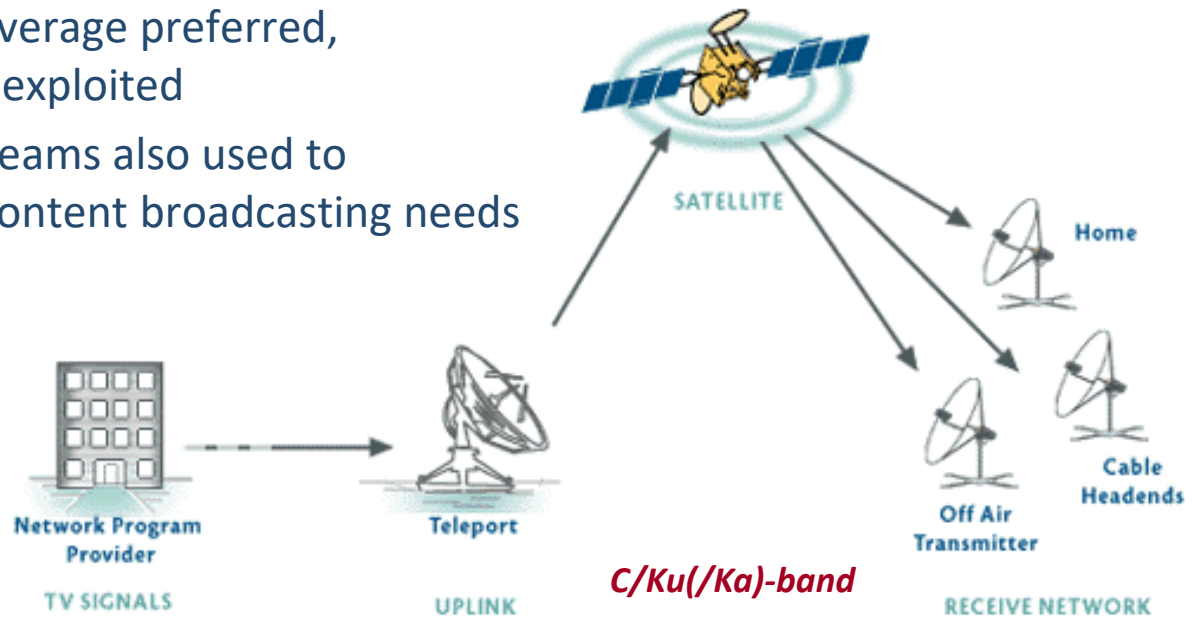 verage preferred,
exploited
eams also used to
ontent broadcasting needs
SATELLITE
Home
Cable
Headends
Off Air
Transmitter
Network Program
Provider
Teleport
C/Ku(/Ka)-band
TV SIGNALS
UPLINK
RECEIVE NETWORK